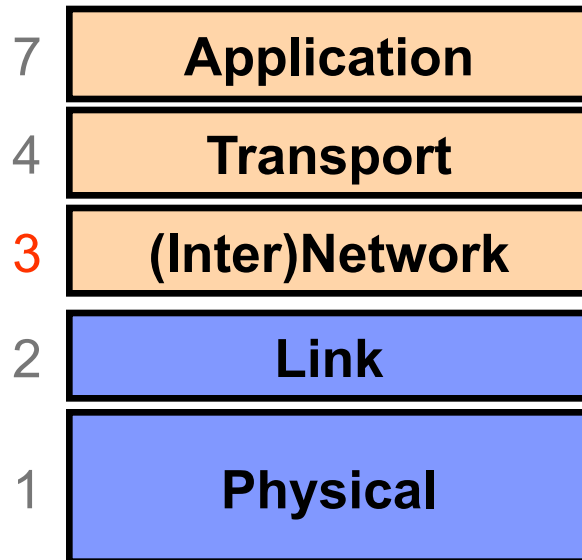 7 Application
4 Transport
3 (Inter)Network
2 Link
1 Physical